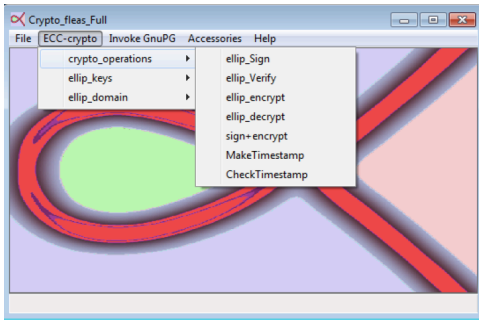 Crypto_fleas_Full
File ECC-crypto Invoke GnuPG Accessories Help
crypto_operations
ellip_keys
ellip_domain
ellip_Sign
ellip_Verify
ellip_encrypt
ellip_decrypt
sign+encrypt
MakeTimestamp
CheckTimestamp